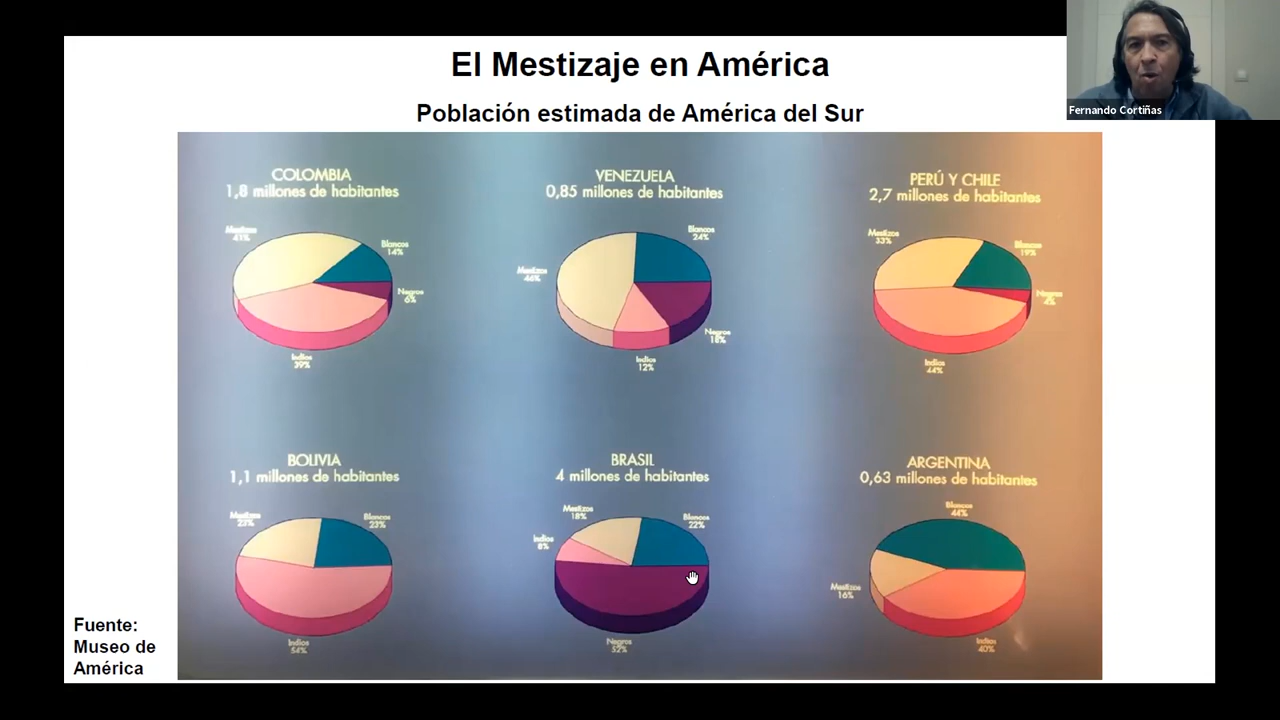 El Mestizaje en América
Población estimada de América del Sur
Fernando Cortiñas
COLOMBIA
1,8 millones de habitantes
Mestizos
41%
Blancos
14%
Negros
6%
Indios
39%
VENEZUELA
0,85 millones de habitantes
Blancos
24%
Mestizos
46%
Negros
18%
Indios
12%
PERÚ Y CHILE
2,7 millones de habitantes
Mestizos
33%
Blancos
19%
Negros
4%
Indios
44%
BOLIVIA
1,1 millones de habitantes
Mestizos
23%
Blancos
23%
Indios
54%
BRASIL
4 millones de habitantes
Mestizos
18%
Blancos
22%
Indios
8%
Negros
52%
ARGENTINA
0,63 millones de habitantes
Blancos
44%
Mestizos
16%
Indios
40%
Fuente:
Museo de
América